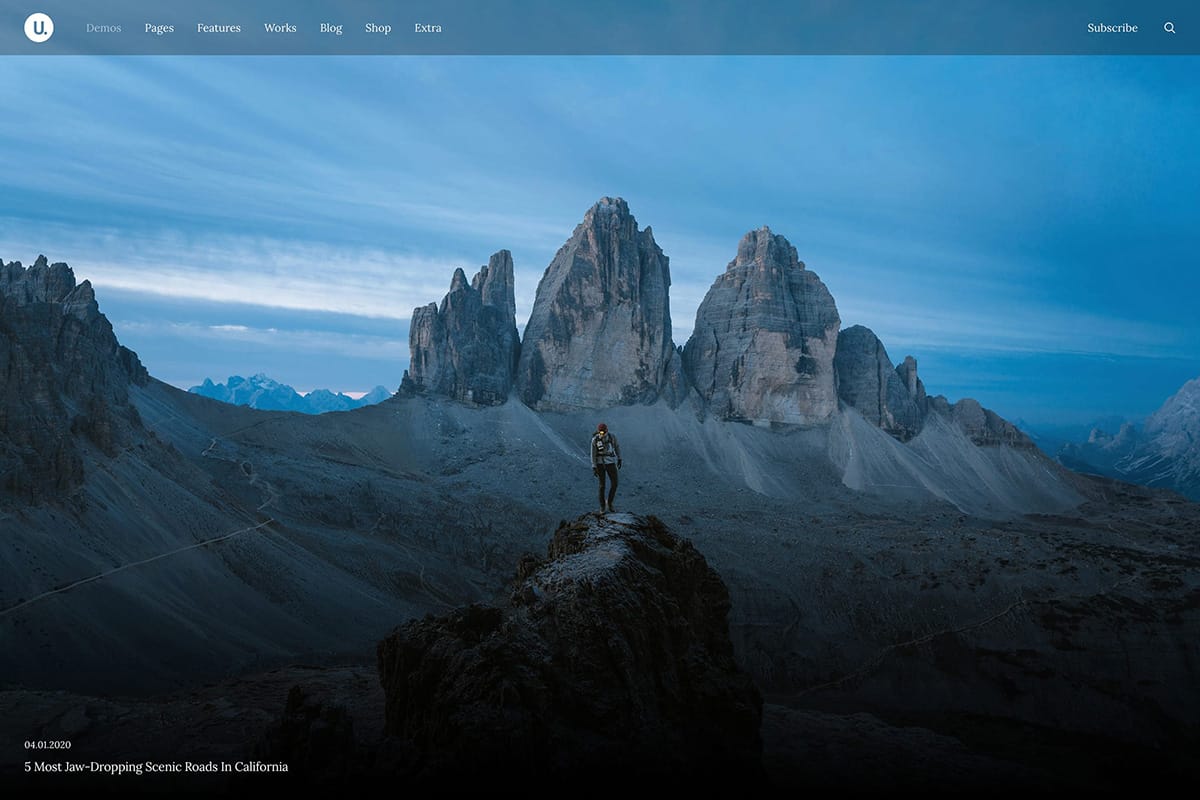 U.
Demos Pages Features Works Blog Shop Extra Subscribe
04.01.2020
5 Most Jaw-Dropping Scenic Roads In California